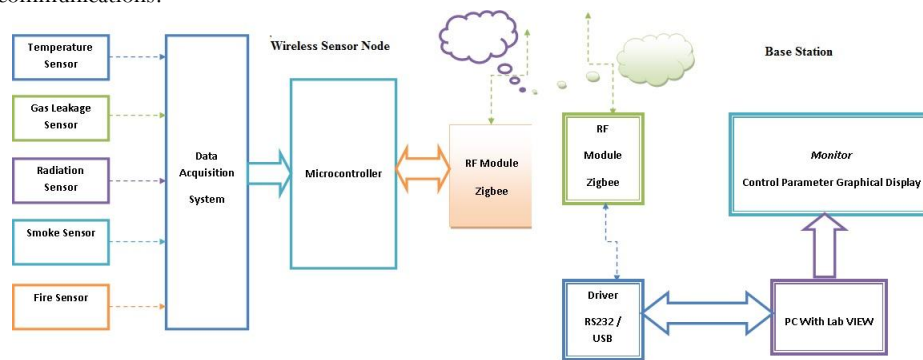 communications.
Wireless Sensor Node
Base Station
Temperature
Sensor
Gas Leakage
Sensor
Radiation
Sensor
Smoke Sensor
Fire Sensor
Data
Acquisition
System
Microcontroller
RF Module
Zigbee
RF
Module
Zigbee
Driver
RS232 /
USB
Monitor
Control Parameter Graphical Display
PC With Lab VIEW